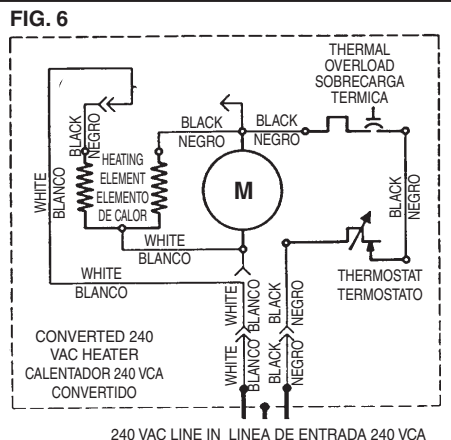 FIG. 6
THERMAL
OVERLOAD
SOBRECARGA
TERMICA
BLACK
NEGRO
BLACK
NEGRO
BLACK
NEGRO
HEATING
ELEMENT
ELEMENTO
DE CALOR
M
WHITE
BLANCO
BLACK
NEGRO
WHITE
BLANCO
THERMOSTAT
TERMOSTATO
WHITE
BLANCO
WHITE
BLANCO
BLACK
NEGRO
WHITE
BLANCO
BLACK
NEGRO
CONVERTED 240
VAC HEATER
CALENTADOR 240 VCA
CONVERTIDO
240 VAC LINE IN LINEA DE ENTRADA 240 VCA